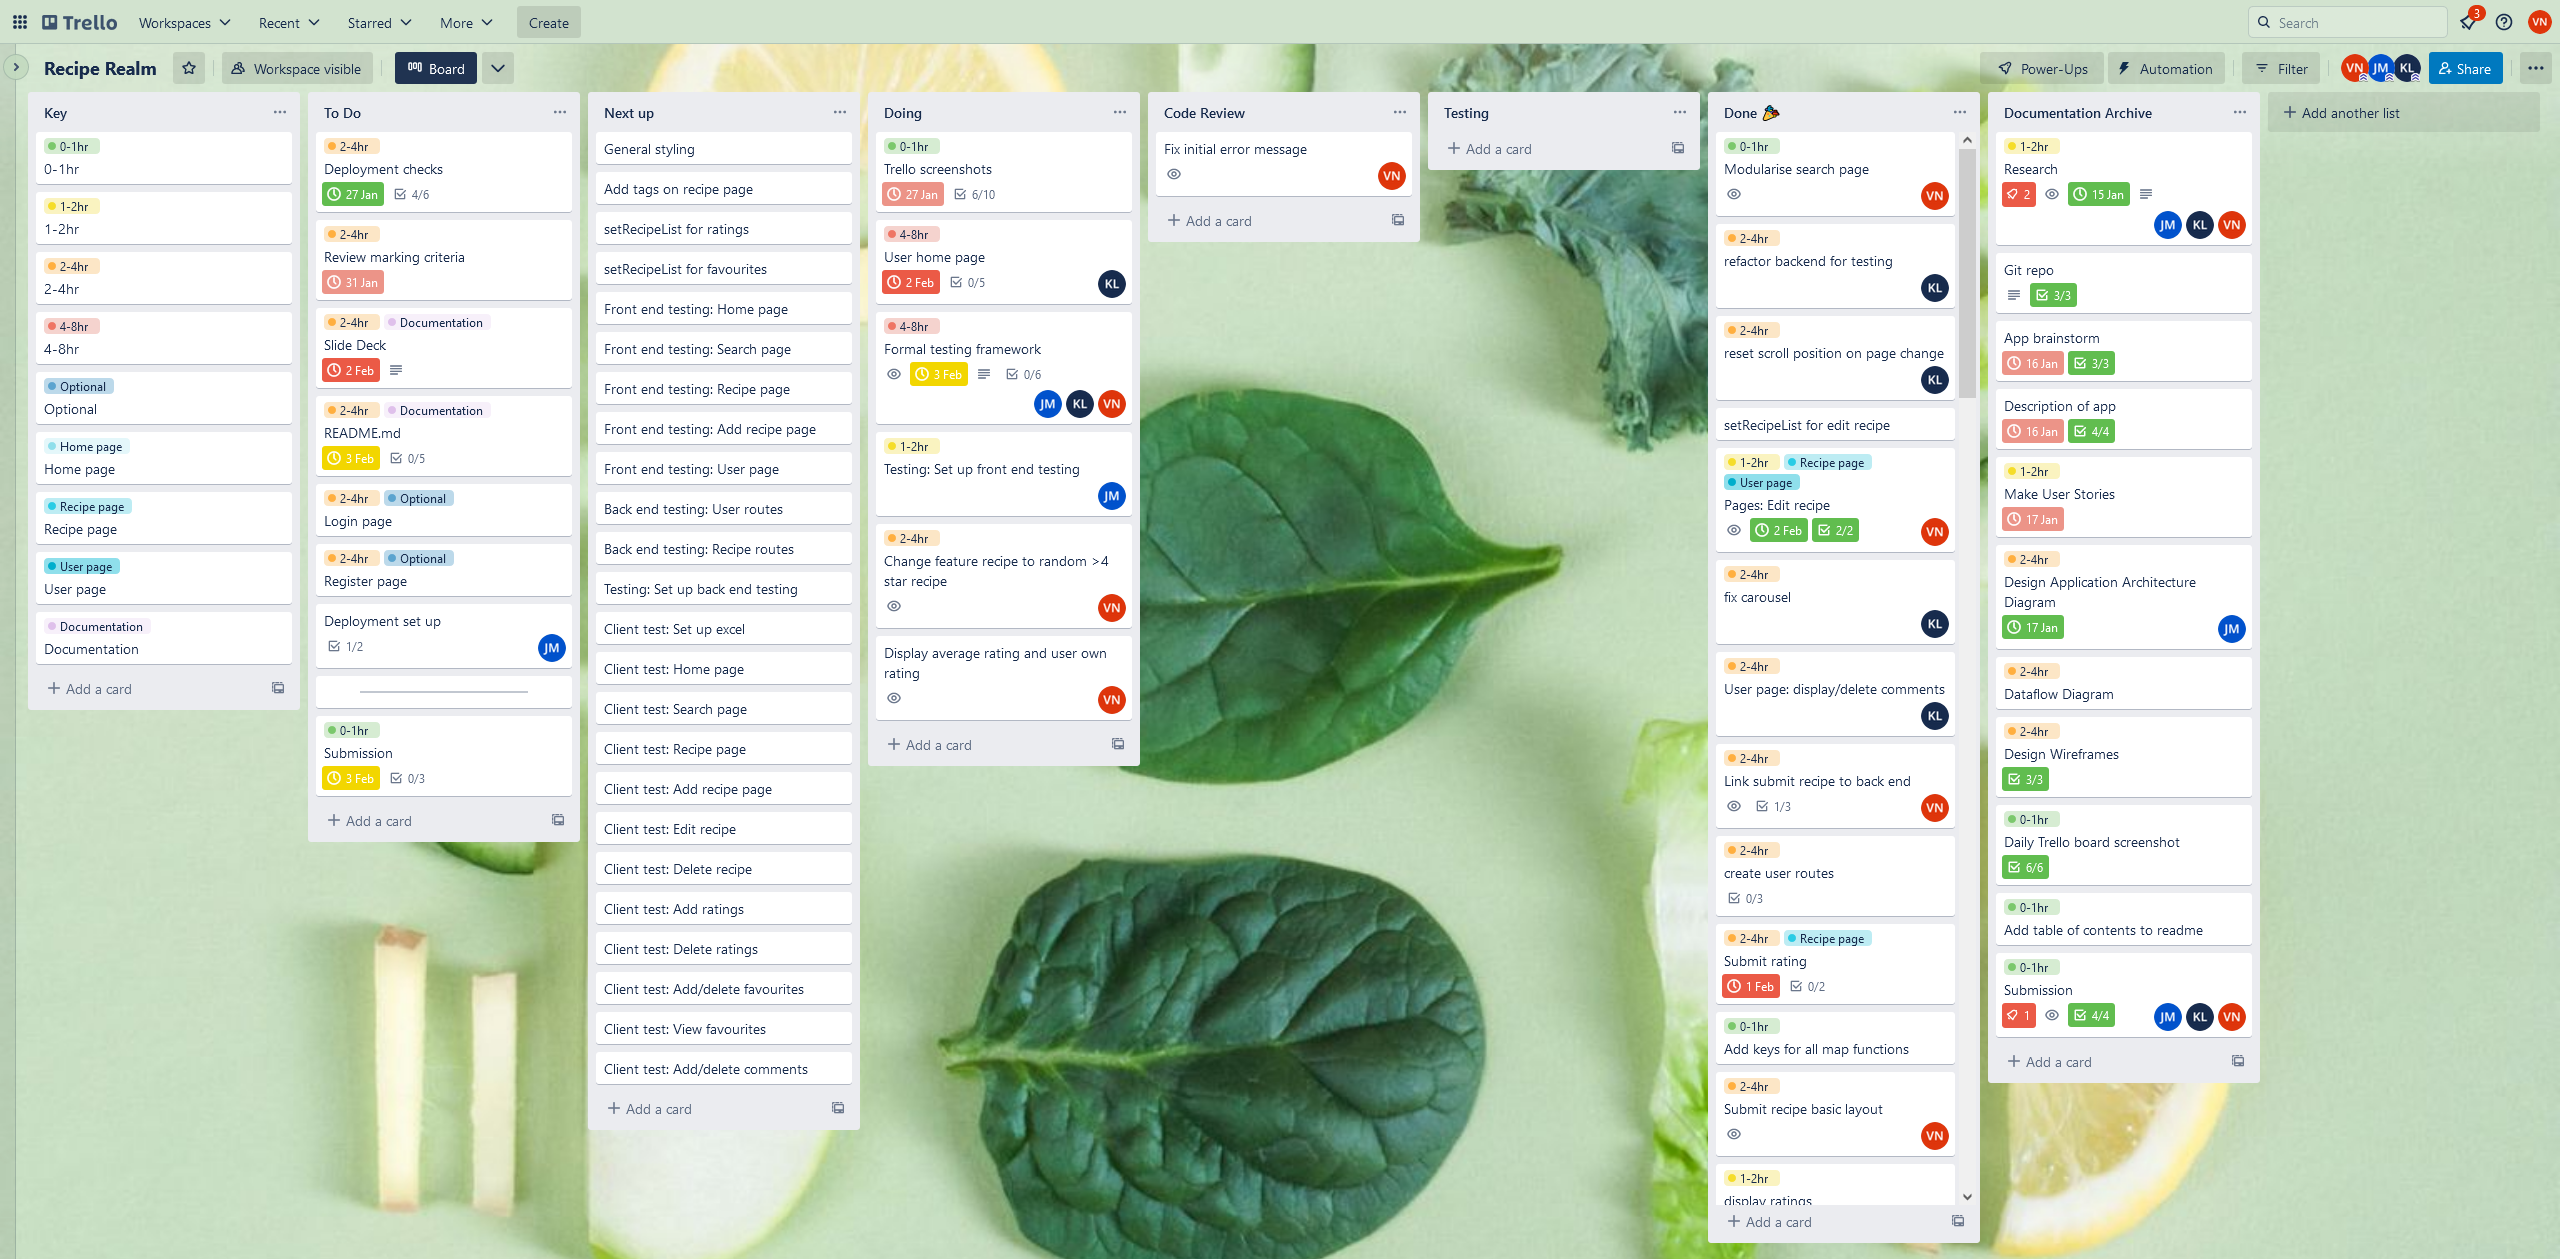 Trello
Workspaces
Recent
Starred
More
Create
Search
3
VN
Recipe Realm
Workspace visible
Board
Power-Ups
Automation
Filter
VN
JM
KL
Share
Key
0-1hr
0-1hr
1-2hr
1-2hr
2-4hr
2-4hr
4-8hr
4-8hr
Optional
Optional
Home page
Home page
Recipe page
Recipe page
User page
User page
Documentation
Documentation
Add a card
To Do
2-4hr
Deployment checks
27 Jan 4/6
2-4hr
Review marking criteria
31 Jan
2-4hr Documentation
Slide Deck
2 Feb
2-4hr Documentation
README.md
3 Feb 0/5
2-4hr Optional
Login page
2-4hr Optional
Register page
Deployment set up
1/2 JM
0-1hr
Submission
3 Feb 0/3
Add a card
Next up
General styling
Add tags on recipe page
setRecipeList for ratings
setRecipeList for favourites
Front end testing: Home page
Front end testing: Search page
Front end testing: Recipe page
Front end testing: Add recipe page
Front end testing: User page
Back end testing: User routes
Back end testing: Recipe routes
Testing: Set up back end testing
Client test: Set up excel
Client test: Home page
Client test: Search page
Client test: Recipe page
Client test: Add recipe page
Client test: Edit recipe
Client test: Delete recipe
Client test: Add ratings
Client test: Delete ratings
Client test: Add/delete favourites
Client test: View favourites
Client test: Add/delete comments
Add a card
Doing
0-1hr
Trello screenshots
27 Jan 6/10
4-8hr
User home page
2 Feb 0/5 KL
4-8hr
Formal testing framework
3 Feb 0/6
JM KL VN
1-2hr
Testing: Set up front end testing
JM
2-4hr
Change feature recipe to random >4
star recipe
VN
Display average rating and user own
rating
VN
Add a card
Code Review
Fix initial error message
VN
Add a card
Testing
Add a card
Done
0-1hr
Modularise search page
VN
2-4hr
refactor backend for testing
KL
2-4hr
reset scroll position on page change
KL
setRecipeList for edit recipe
1-2hr Recipe page
User page
Pages: Edit recipe
2 Feb 2/2 VN
2-4hr
fix carousel
KL
2-4hr
User page: display/delete comments
KL
2-4hr
Link submit recipe to back end
1/3 VN
2-4hr
create user routes
0/3
2-4hr Recipe page
Submit rating
1 Feb 0/2
0-1hr
Add keys for all map functions
2-4hr
Submit recipe basic layout
VN
1-2hr
display ratings
Add a card
Documentation Archive
1-2hr
Research
2 15 Jan
JM KL VN
Git repo
3/3
App brainstorm
16 Jan 3/3
Description of app
16 Jan 4/4
1-2hr
Make User Stories
17 Jan
2-4hr
Design Application Architecture
Diagram
17 Jan JM
2-4hr
Dataflow Diagram
2-4hr
Design Wireframes
3/3
0-1hr
Daily Trello board screenshot
6/6
0-1hr
Add table of contents to readme
0-1hr
Submission
1 4/4 JM KL VN
Add a card
Add another list